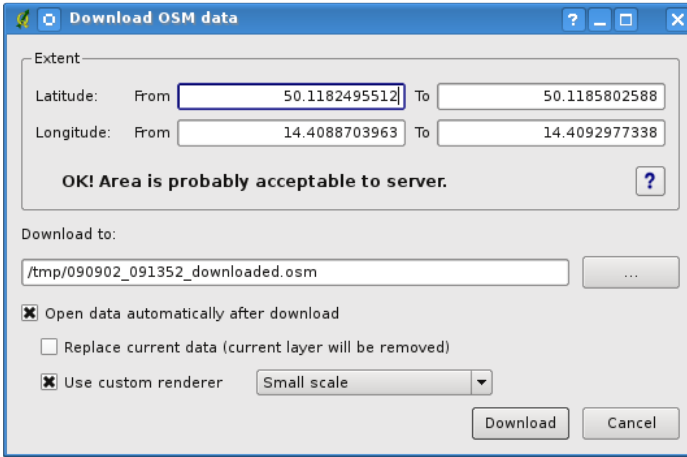 Download OSM data
Extent
Latitude: From 50.1182495512 To 50.1185802588
Longitude: From 14.4088703963 To 14.4092977338
OK! Area is probably acceptable to server. ?
Download to:
/tmp/090902_091352_downloaded.osm ...
Open data automatically after download
Replace current data (current layer will be removed)
Use custom renderer Small scale
Download Cancel